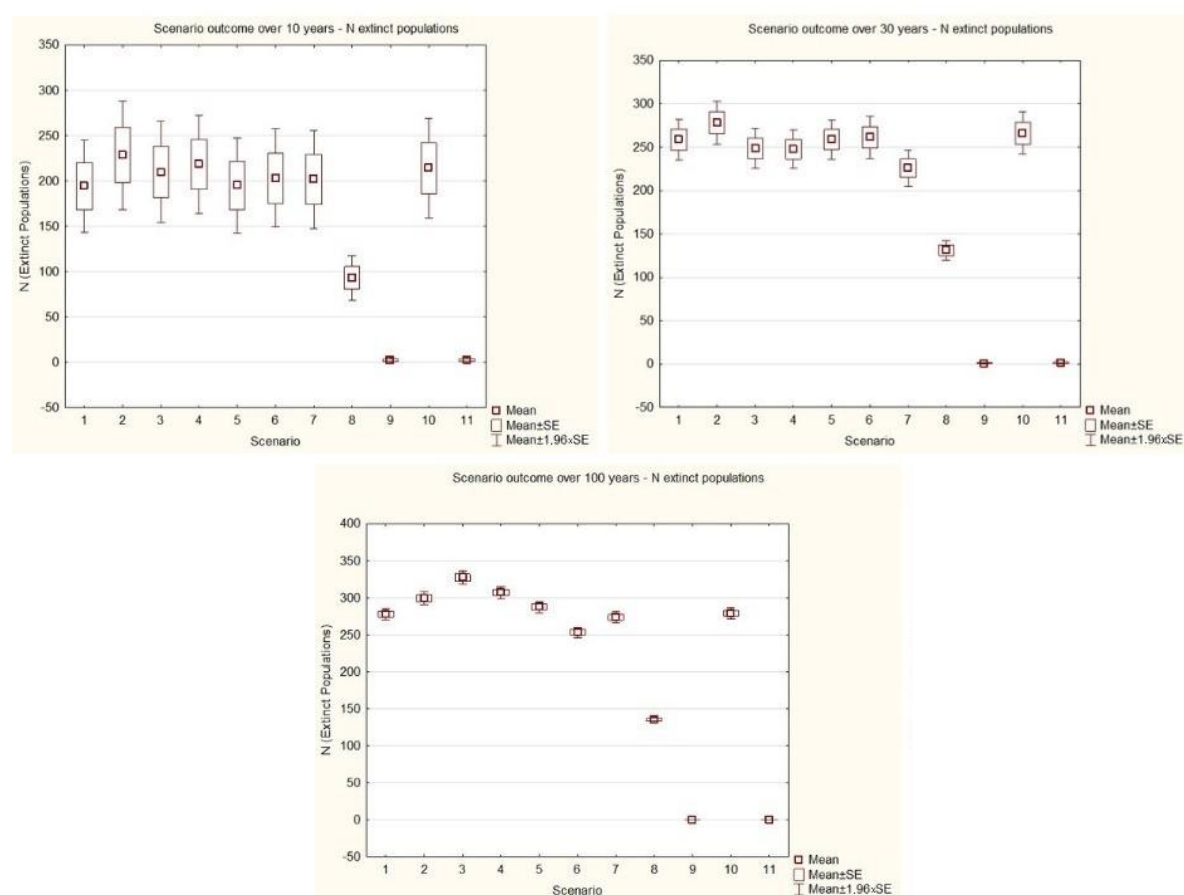 Scenario outcome over 10 years - N extinct populations
350
300
250
200
150
100
50
0
-50
N (Extinct Populations)
1 2 3 4 5 6 7 8 9 10 11
Scenario
Mean
Mean±SE
Mean±1,96xSE
Scenario outcome over 30 years - N extinct populations
350
300
250
200
150
100
50
0
-50
N (Extinct Populations)
1 2 3 4 5 6 7 8 9 10 11
Scenario
Mean
Mean±SE
Mean±1.96xSE
Scenario outcome over 100 years - N extinct populations
400
350
300
250
200
150
100
50
0
-50
N (Extinct Populations)
1 2 3 4 5 6 7 8 9 10 11
Scenario
Mean
Mean±SE
Mean±1,96xSE